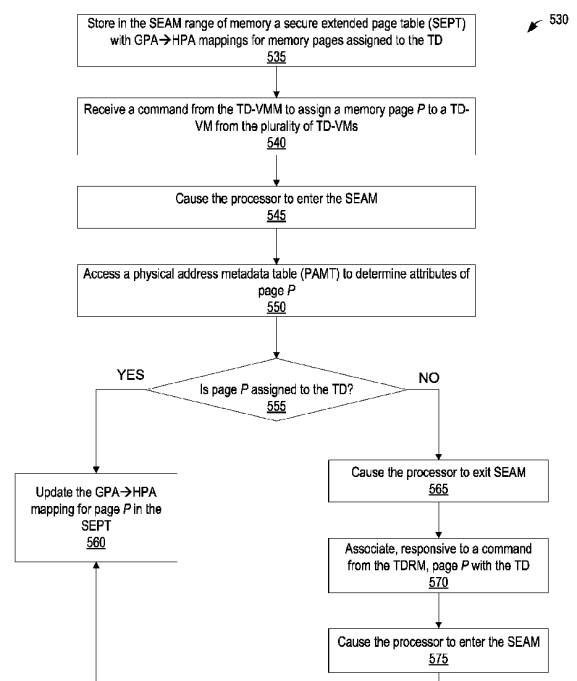 530
Store in the SEAM range of memory a secure extended page table (SEPT)
with GPA→HPA mappings for memory pages assigned to the TD
535
Receive a command from the TD-VMM to assign a memory page P to a TD-
VM from the plurality of TD-VMs
540
Cause the processor to enter the SEAM
545
Access a physical address metadata table (PAMT) to determine attributes of
page P
550
YES
NO
Is page P assigned to the TD?
555
Update the GPA→HPA
mapping for page P in the
SEPT
560
Cause the processor to exit SEAM
565
Associate, responsive to a command
from the TDRM, page P with the TD
570
Cause the processor to enter the SEAM
575